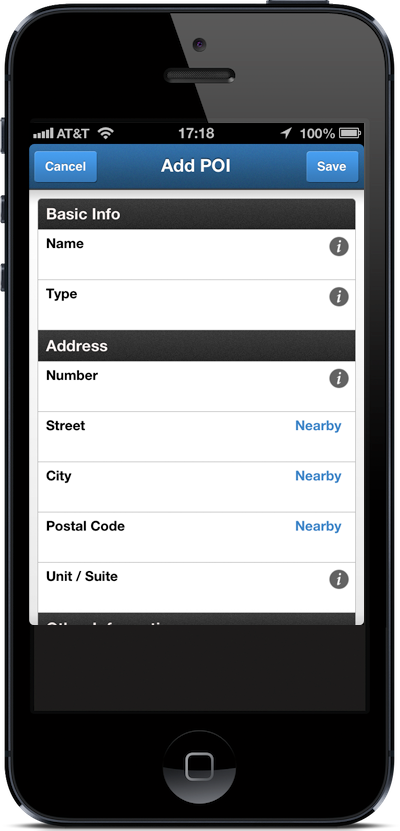 AT&T 17:18 100%
Cancel Add POI Save
Basic Info
Name
Type
Address
Number
Street Nearby
City Nearby
Postal Code Nearby
Unit / Suite